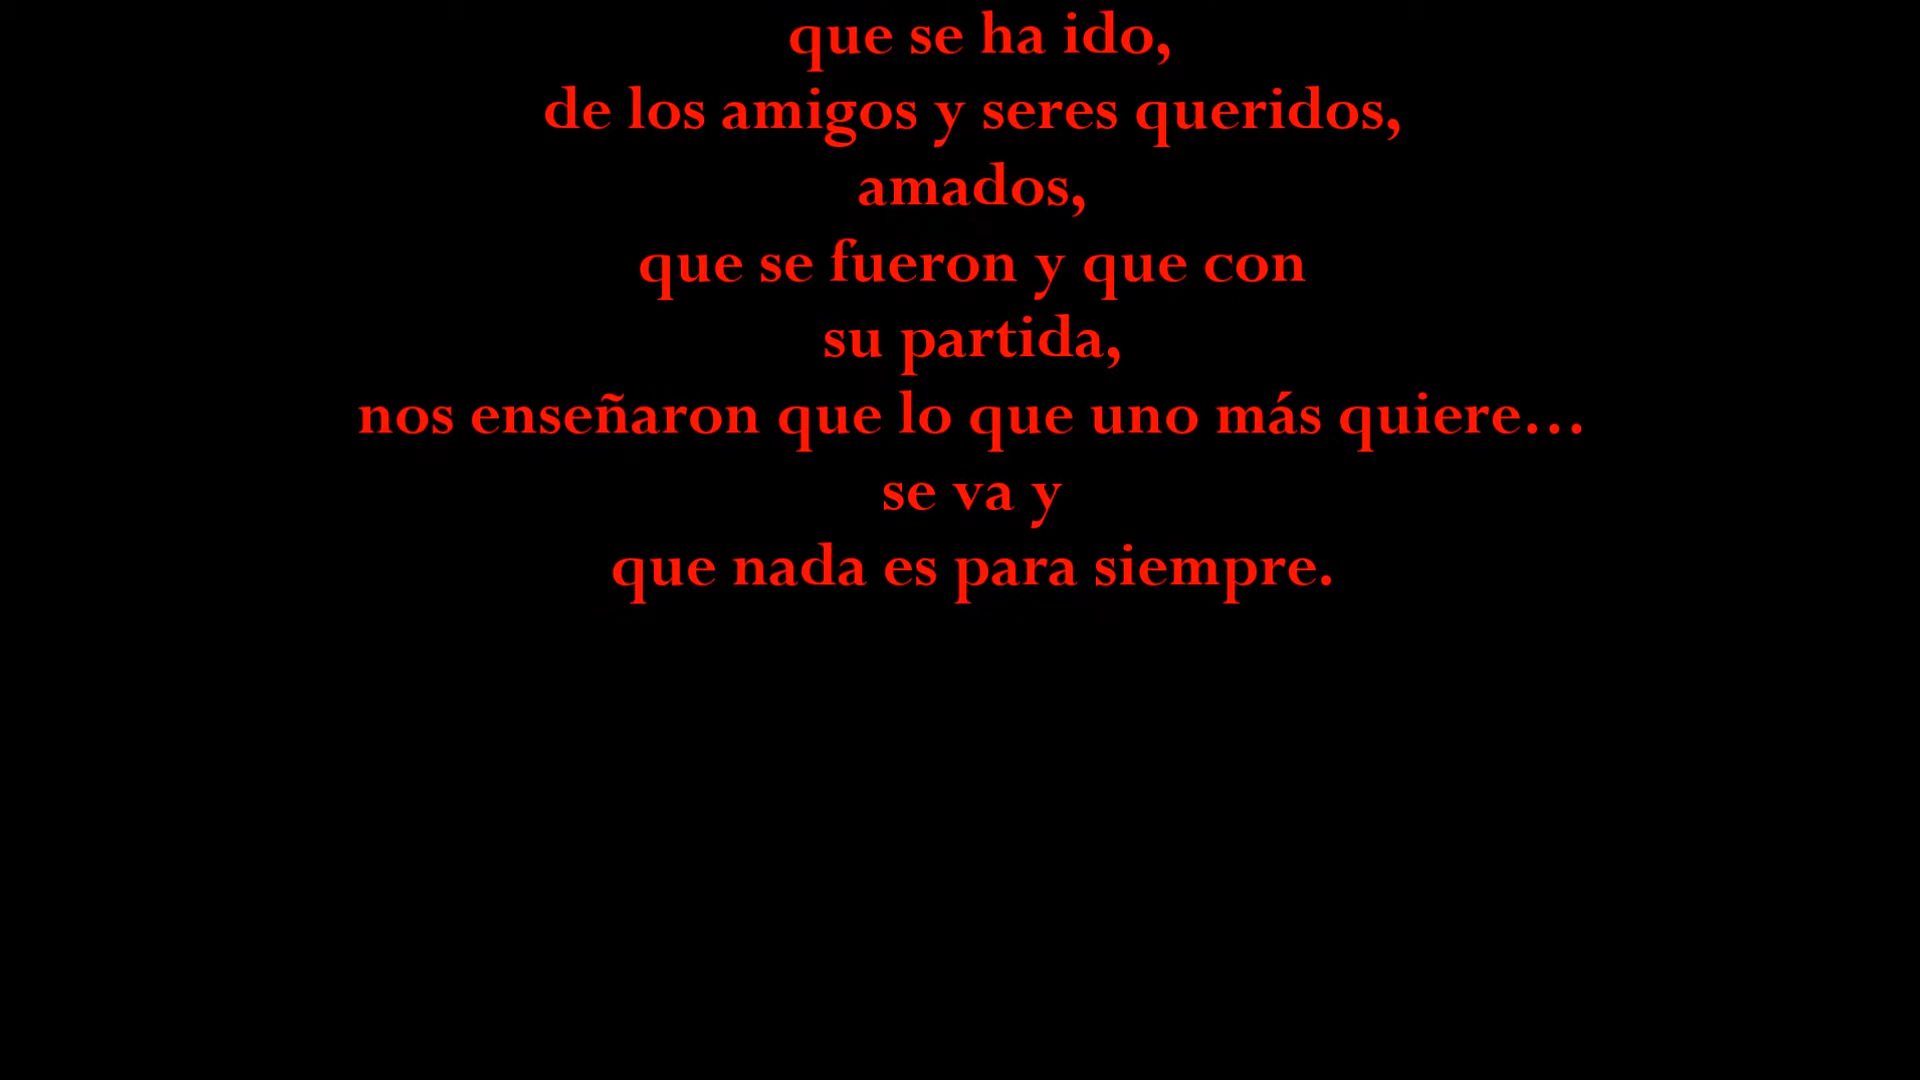 que se ha ido,
de los amigos y seres queridos,
amados,
que se fueron y que con
su partida,
nos enseñaron que lo que uno más quiere…
se va y
que nada es para siempre.